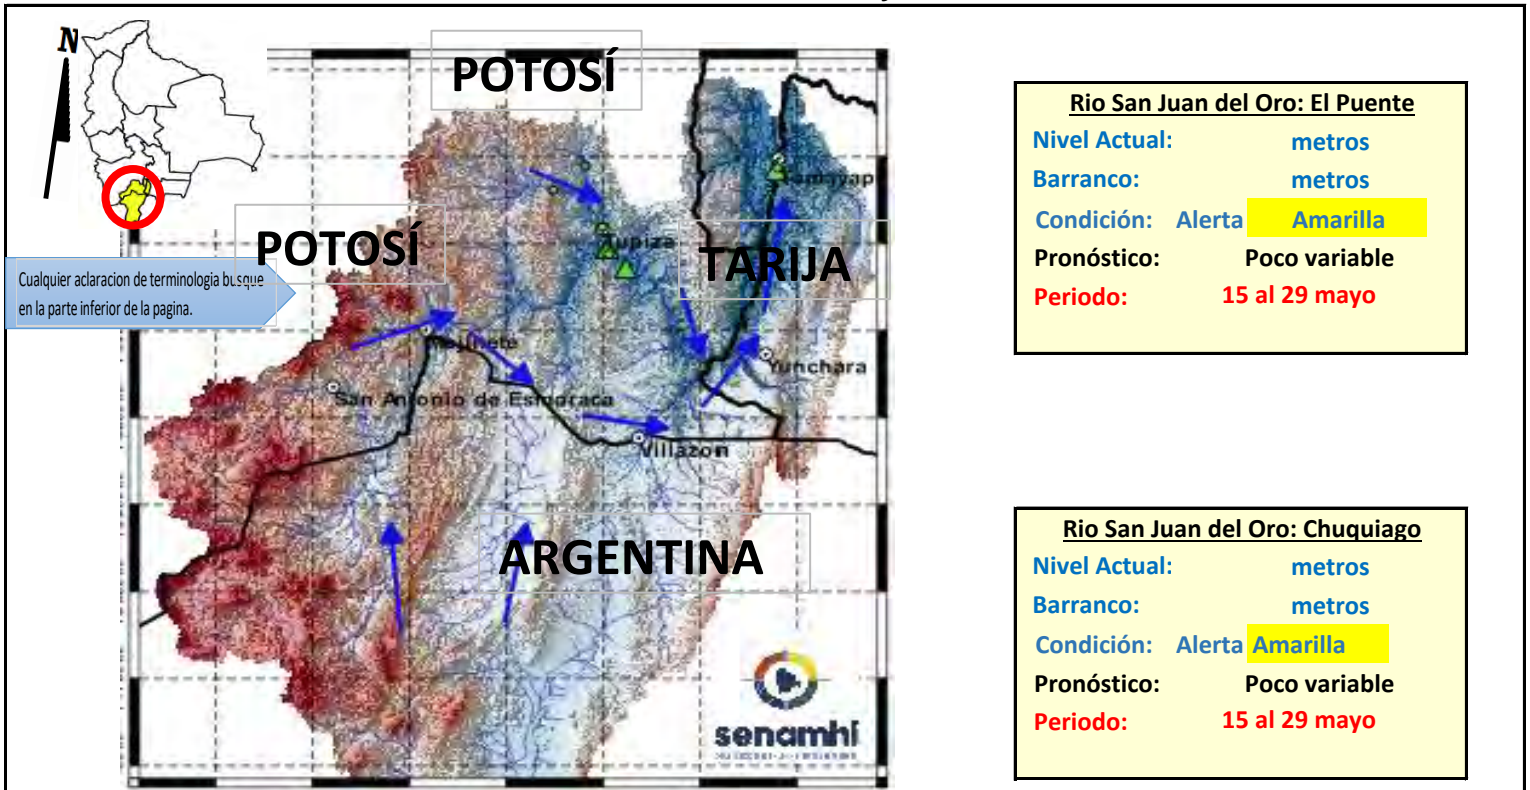 N
POTOSÍ
POTOSÍ
TARIJA
ARGENTINA
Cualquier aclaracion de terminologia busque
en la parte inferior de la pagina.
Tupiza
Mojinete
San Antonio de Esmoraca
Villazon
Yunchara
senamhi
Rio San Juan del Oro: El Puente
Nivel Actual: metros
Barranco: metros
Condición: Alerta Amarilla
Pronóstico: Poco variable
Periodo: 15 al 29 mayo
Rio San Juan del Oro: Chuquiago
Nivel Actual: metros
Barranco: metros
Condición: Alerta Amarilla
Pronóstico: Poco variable
Periodo: 15 al 29 mayo